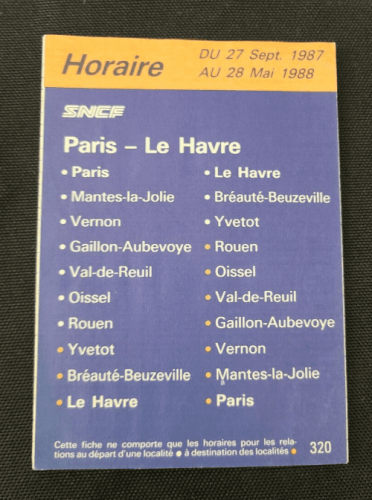 Horaire
DU 27 Sept. 1987
AU 28 Mai 1988
SNCF
Paris – Le Havre
• Paris
• Mantes-la-Jolie
• Vernon
• Gaillon-Aubevoye
• Val-de-Reuil
• Oissel
• Rouen
• Yvetot
• Bréauté-Beuzeville
• Le Havre
• Le Havre
• Bréauté-Beuzeville
• Yvetot
• Rouen
• Oissel
• Val-de-Reuil
• Gaillon-Aubevoye
• Vernon
• Mantes-la-Jolie
• Paris
Cette fiche ne comporte que les horaires pour les rela-
tions au départ d'une localité • à destination des localités •
320